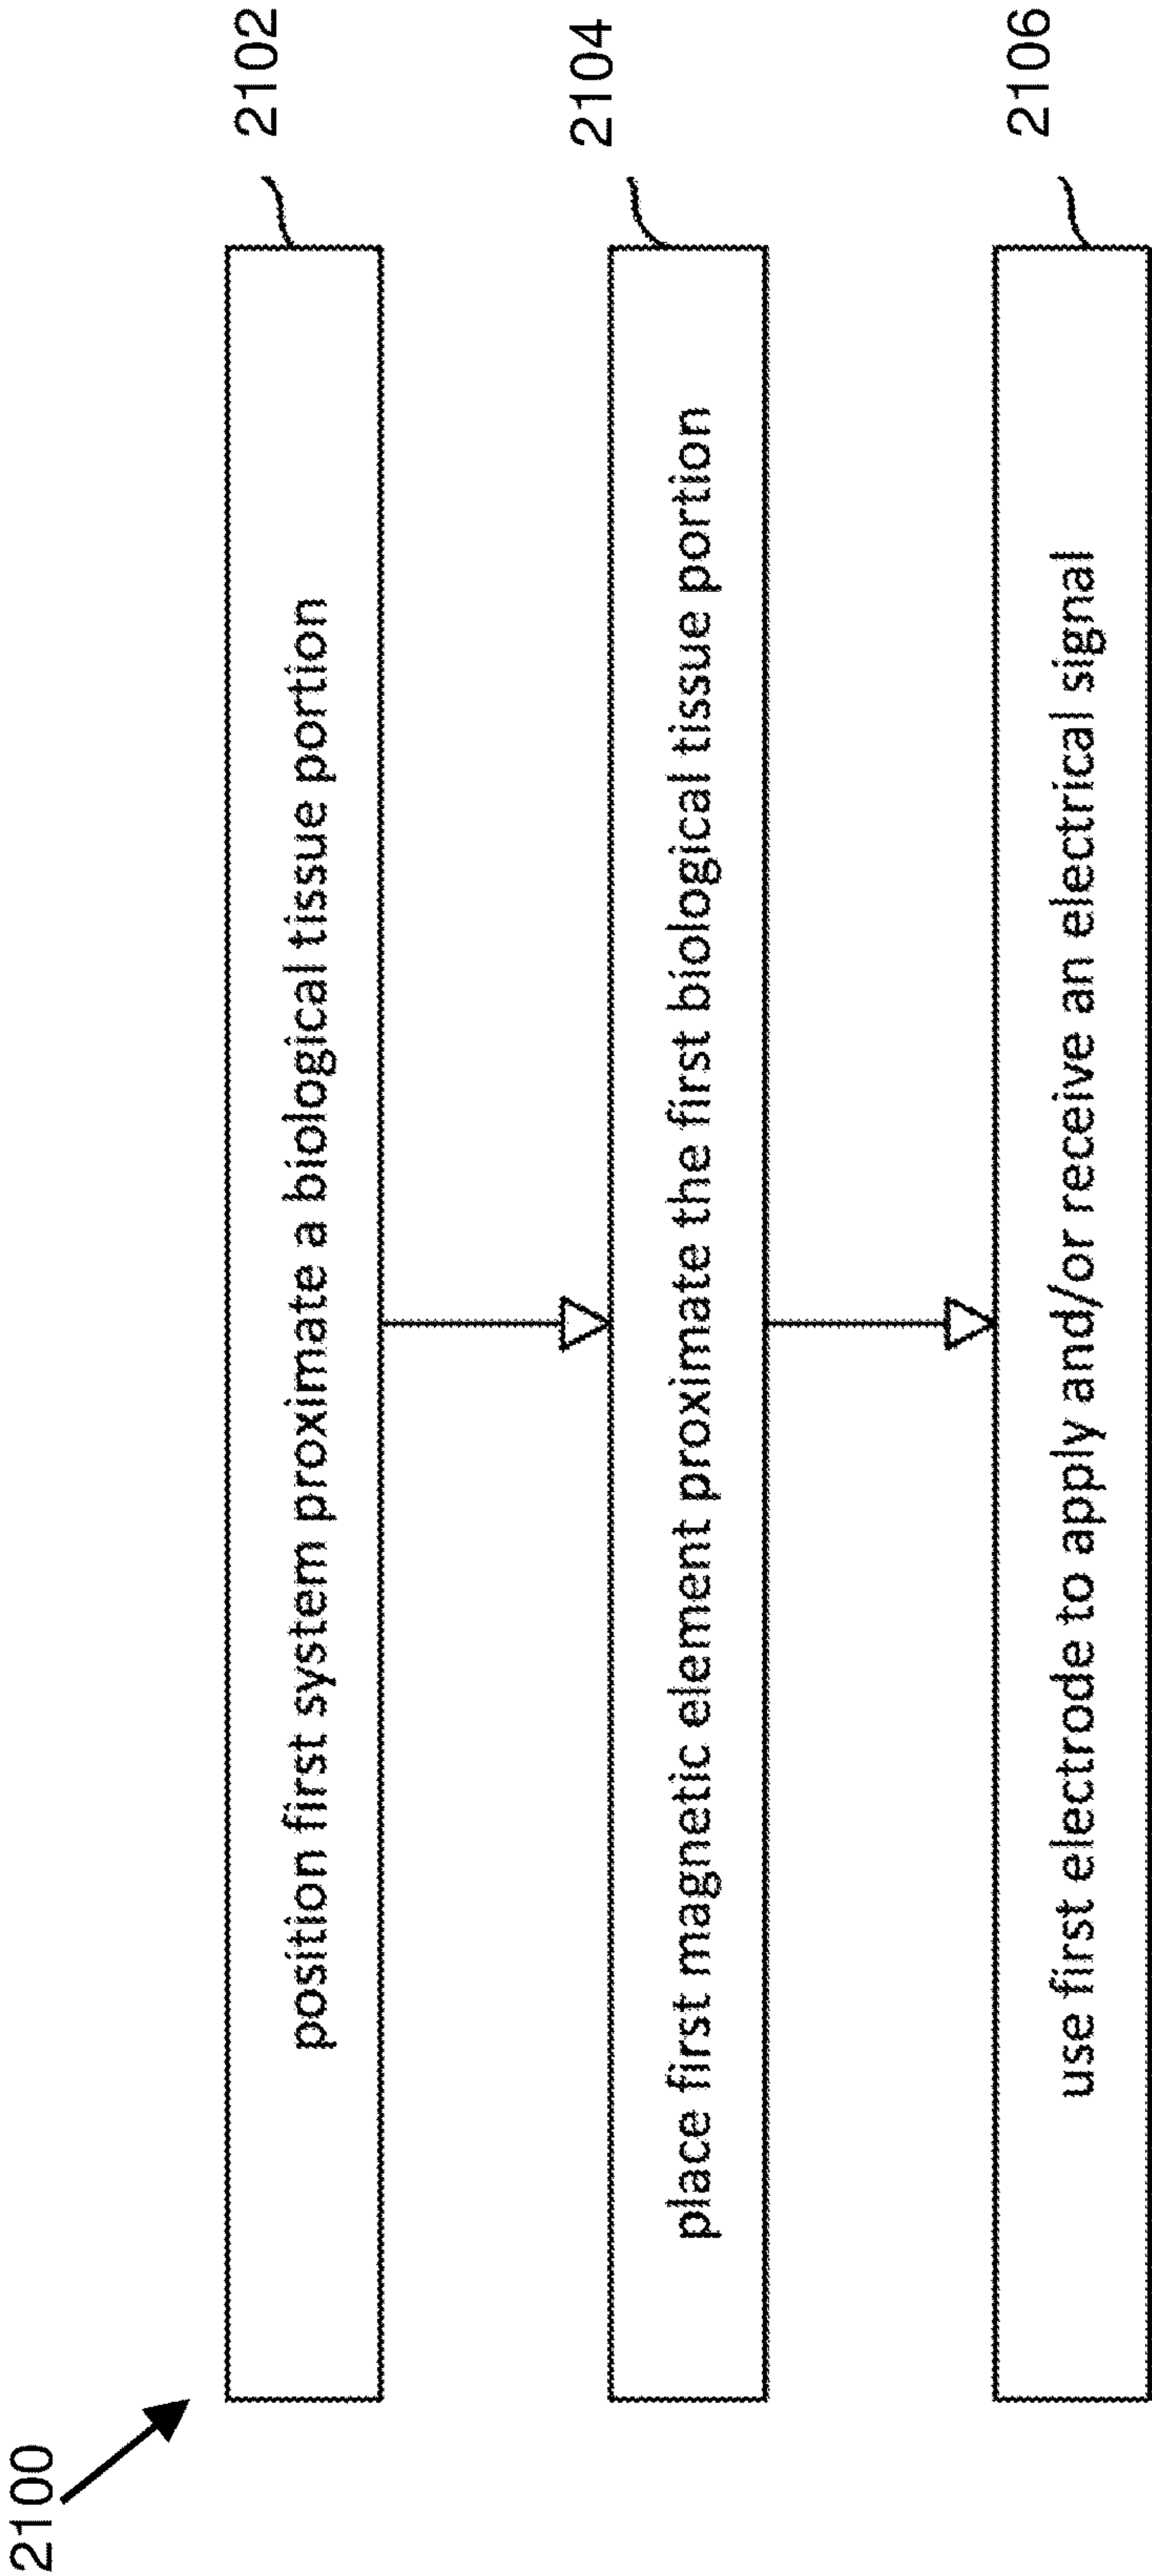 2100
position first system proximate a biological tissue portion
2102
place first magnetic element proximate the first biological tissue portion
2104
use first electrode to apply and/or receive an electrical signal
2106